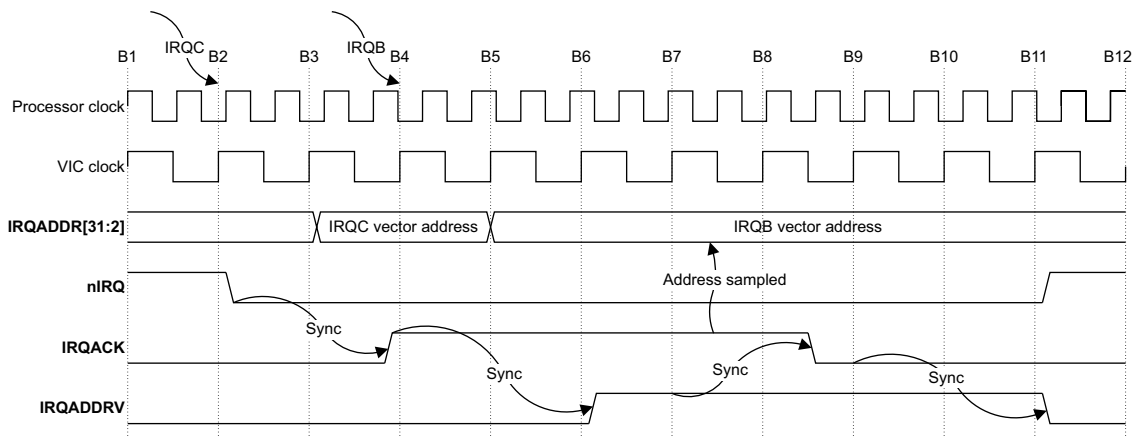 IRQC
IRQB
B1 B2 B3 B4 B5 B6 B7 B8 B9 B10 B11 B12
Processor clock
VIC clock
IRQADDR[31:2] IRQC vector address IRQB vector address
nIRQ
Address sampled
Sync
IRQACK
Sync Sync Sync
IRQADDRV